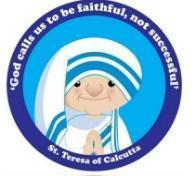 'God calls us to be faithful, not successful'
St. Teresa of Calcutta